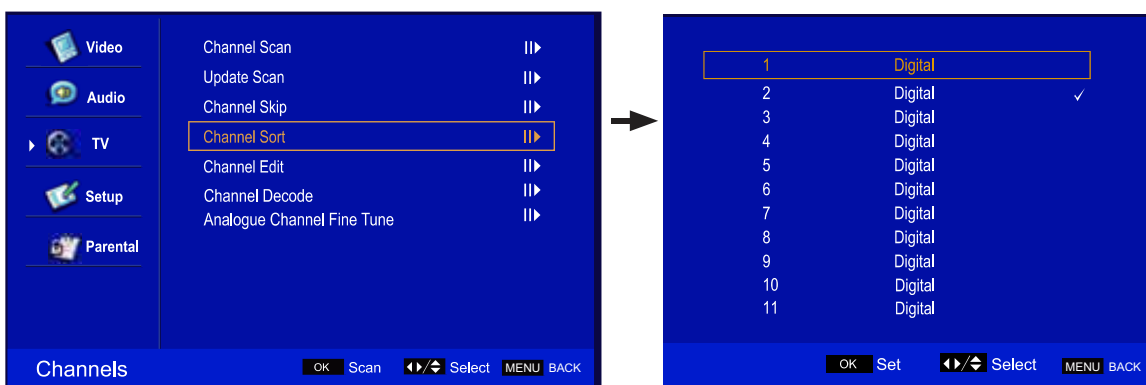 Video
Audio
TV
Setup
Parental
Channel Scan
Update Scan
Channel Skip
Channel Sort
Channel Edit
Channel Decode
Analogue Channel Fine Tune
Channels
OK Scan Select MENU BACK
1 Digital
2 Digital
3 Digital
4 Digital
5 Digital
6 Digital
7 Digital
8 Digital
9 Digital
10 Digital
11 Digital
OK Set Select MENU BACK